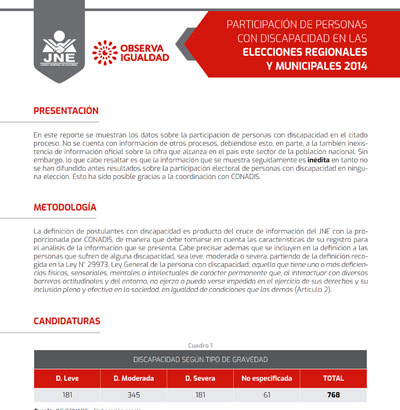 PARTICIPACIÓN DE PERSONAS
CON DISCAPACIDAD EN LAS
ELECCIONES REGIONALES
Y MUNICIPALES 2014
JNE
OBSERVA
IGUALDAD
PRESENTACIÓN
En este reporte se muestran los datos sobre la participación de personas con discapacidad en el citado
proceso. No se cuenta con información de otros procesos, debiéndose esto, en parte, a la también inexis-
tencia de información oficial sobre la cifra que alcanza en el país este sector de la población nacional. Sin
embargo, lo que cabe resaltar es que la información que se muestra seguidamente es inédita en tanto no
se han difundido antes resultados sobre la participación electoral de personas con discapacidad en ningu-
na elección. Esto ha sido posible gracias a la coordinación con CONADIS.
METODOLOGÍA
La definición de postulantes con discapacidad es producto del cruce de información del JNE con la pro-
porcionada por CONADIS, de manera que debe tomarse en cuenta las características de su registro para
el análisis de la información que se presenta. Cabe precisar además que se incluyen en la definición a las
personas que sufren de alguna discapacidad, sea leve, moderada o severa, partiendo de la definición reco-
gida en la Ley N° 29973, Ley General de la persona con discapacidad: aquella que tiene una o más deficien-
cias físicas, sensoriales, mentales o intelectuales de carácter permanente que, al interactuar con diversas
barreras actitudinales y del entorno, no ejerza o pueda verse impedida en el ejercicio de sus derechos y su
inclusión plena y efectiva en la sociedad, en igualdad de condiciones que las demás (Artículo 2).
CANDIDATURAS
Cuadro 1
DISCAPACIDAD SEGÚN TIPO DE GRAVEDAD
D. Leve D. Moderada D. Severa No especificada TOTAL
181 345 181 61 768